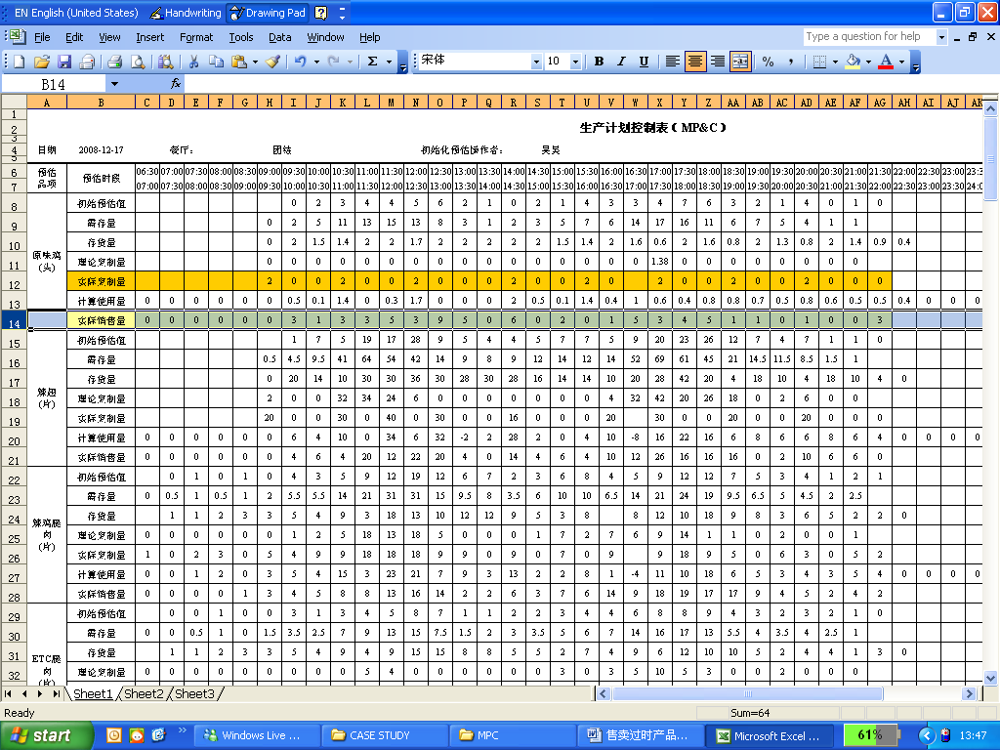 EN English (United States) Handwriting Drawing Pad
File Edit View Insert Format Tools Data Window Help Type a question for help
宋体 10 B I U % ,
B14 fx
A B C D E F G H I J K L M N O P Q R S T U V W X Y Z AA AB AC AD AE AF AG AH AI AJ AK
1
2 生产计划控制表(MP&C)
3
4 日期 2008-12-17 餐厅: 团结 初始化预估操作者: 吴昊
5
6 预估品项 预估时段 06:30 07:00 07:30 08:00 08:30 09:00 09:30 10:00 10:30 11:00 11:30 12:00 12:30 13:00 13:30 14:00 14:30 15:00 15:30 16:00 16:30 17:00 17:30 18:00 18:30 19:00 19:30 20:00 20:30 21:00 21:30 22:00 22:30 23:00 23:3
7 07:00 07:30 08:00 08:30 09:00 09:30 10:00 10:30 11:00 11:30 12:00 12:30 13:00 13:30 14:00 14:30 15:00 15:30 16:00 16:30 17:00 17:30 18:00 18:30 19:00 19:30 20:00 20:30 21:00 21:30 22:00 22:30 23:00 23:30 24:0
原味鸡(头)
8 初始预估值 0 2 3 4 4 5 6 2 1 0 2 1 4 3 3 4 7 6 3 2 1 4 0 1 0
9 需存量 0 2 5 11 13 15 13 8 3 1 2 3 5 7 6 14 17 16 11 6 7 5 4 1 1
10 存货量 0 2 1.5 1.4 2 2 1.7 2 2 2 2 2 1.5 1.4 2 1.6 0.6 2 1.6 0.8 2 1.3 0.8 2 1.4 0.9 0.4
11 理论烹制量 0 0 0 0 0 0 0 0 0 0 0 0 0 0 0 0 1.38 0 0 0 0 0 0 0 0
12 实际烹制量 2 0 0 2 0 0 2 0 0 0 2 0 0 2 0 2 0 0 2 0 0 2 0 0 0
13 计算使用量 0 0 0 0 0 0 0.5 0.1 1.4 0 0.3 1.7 0 0 0 2 0.5 0.1 1.4 0.4 1 0.6 0.4 0.8 0.8 0.7 0.5 0.8 0.6 0.5 0.5 0.4 0 0 0
14 实际销售量 0 0 0 0 0 0 3 1 3 3 5 3 9 5 0 6 0 2 0 1 5 3 4 5 1 1 0 1 0 0 3
辣翅(片)
15 初始预估值 1 7 5 19 17 28 9 5 4 4 5 7 7 5 9 20 23 26 12 7 4 7 1 1 0
16 需存量 0.5 4.5 9.5 41 64 54 42 14 9 8 9 12 14 12 14 52 69 61 45 21 14.5 11.5 8.5 1.5 1
17 存货量 0 20 14 10 30 30 36 30 28 30 28 16 14 14 10 20 28 42 20 4 18 10 4 18 10 4 0
18 理论烹制量 2 0 0 32 34 24 6 0 0 0 0 0 0 0 4 32 42 20 26 18 0 2 6 0 0
19 实际烹制量 20 0 0 30 0 40 0 30 0 0 16 0 0 0 20 30 0 0 20 0 0 20 0 0 0
20 计算使用量 0 0 0 0 0 0 6 4 10 0 34 6 32 -2 2 28 2 0 4 10 -8 16 22 16 6 8 6 6 8 6 4 0 0 0 0
21 实际销售量 0 0 0 0 0 0 4 6 4 20 12 22 20 4 0 14 4 6 4 10 12 26 16 16 16 0 2 10 6 6 0
辣鸡腿肉(片)
22 初始预估值 0 1 0 1 0 4 3 5 9 12 19 12 6 7 2 3 6 8 4 5 9 12 12 7 5 3 4 1 2 1
23 需存量 0 0.5 1 0.5 1 2 5.5 5.5 14 21 31 31 15 9.5 8 3.5 6 10 10 6.5 14 21 24 19 9.5 6.5 5 4.5 2 2.5
24 存货量 1 1 2 3 3 5 4 9 3 18 13 10 12 12 9 5 3 8 8 12 10 18 9 8 3 6 5 2 2 0
25 理论烹制量 0 0 0 0 0 0 1 2 5 18 13 18 5 0 0 0 1 7 2 7 6 9 14 1 1 0 2 0 0 1
26 实际烹制量 1 0 2 3 0 5 4 9 9 18 18 18 9 9 0 9 0 7 0 9 9 18 9 5 0 6 3 0 5 2
27 计算使用量 0 0 1 2 0 3 5 4 15 3 23 21 7 9 3 13 2 2 8 1 -4 11 10 18 6 5 3 4 3 5 4 0 0 0 0
28 实际销售量 0 0 0 0 1 3 4 5 8 8 13 16 14 2 2 6 3 7 6 14 9 18 19 17 17 9 4 5 2 4 2
ETC腿肉(片)
29 初始预估值 0 0 1 0 0 3 1 3 4 5 8 7 1 1 2 2 3 4 4 6 8 8 9 4 3 2 3 2 1 0
30 需存量 0 0 0.5 1 0 1.5 3.5 2.5 7 9 13 15 7.5 1.5 2 3 3.5 5 6 7 14 16 17 13 5.5 4 3.5 4 2.5 1
31 存货量 1 1 2 3 3 5 4 9 4 9 15 15 8 8 5 5 2 7 4 9 6 12 10 10 5 2 4 4 1 3 0
32 理论烹制量 0 0 0 0 0 0 0 0 0 5 4 0 0 0 0 0 0 3 0 3 5 10 5 3 0 0 2 0 0 0
Sheet1 Sheet2 Sheet3
Ready Sum=64
start Windows Live ... CASE STUDY MPC 售卖过时产品... Microsoft Excel ... 61% 13:47